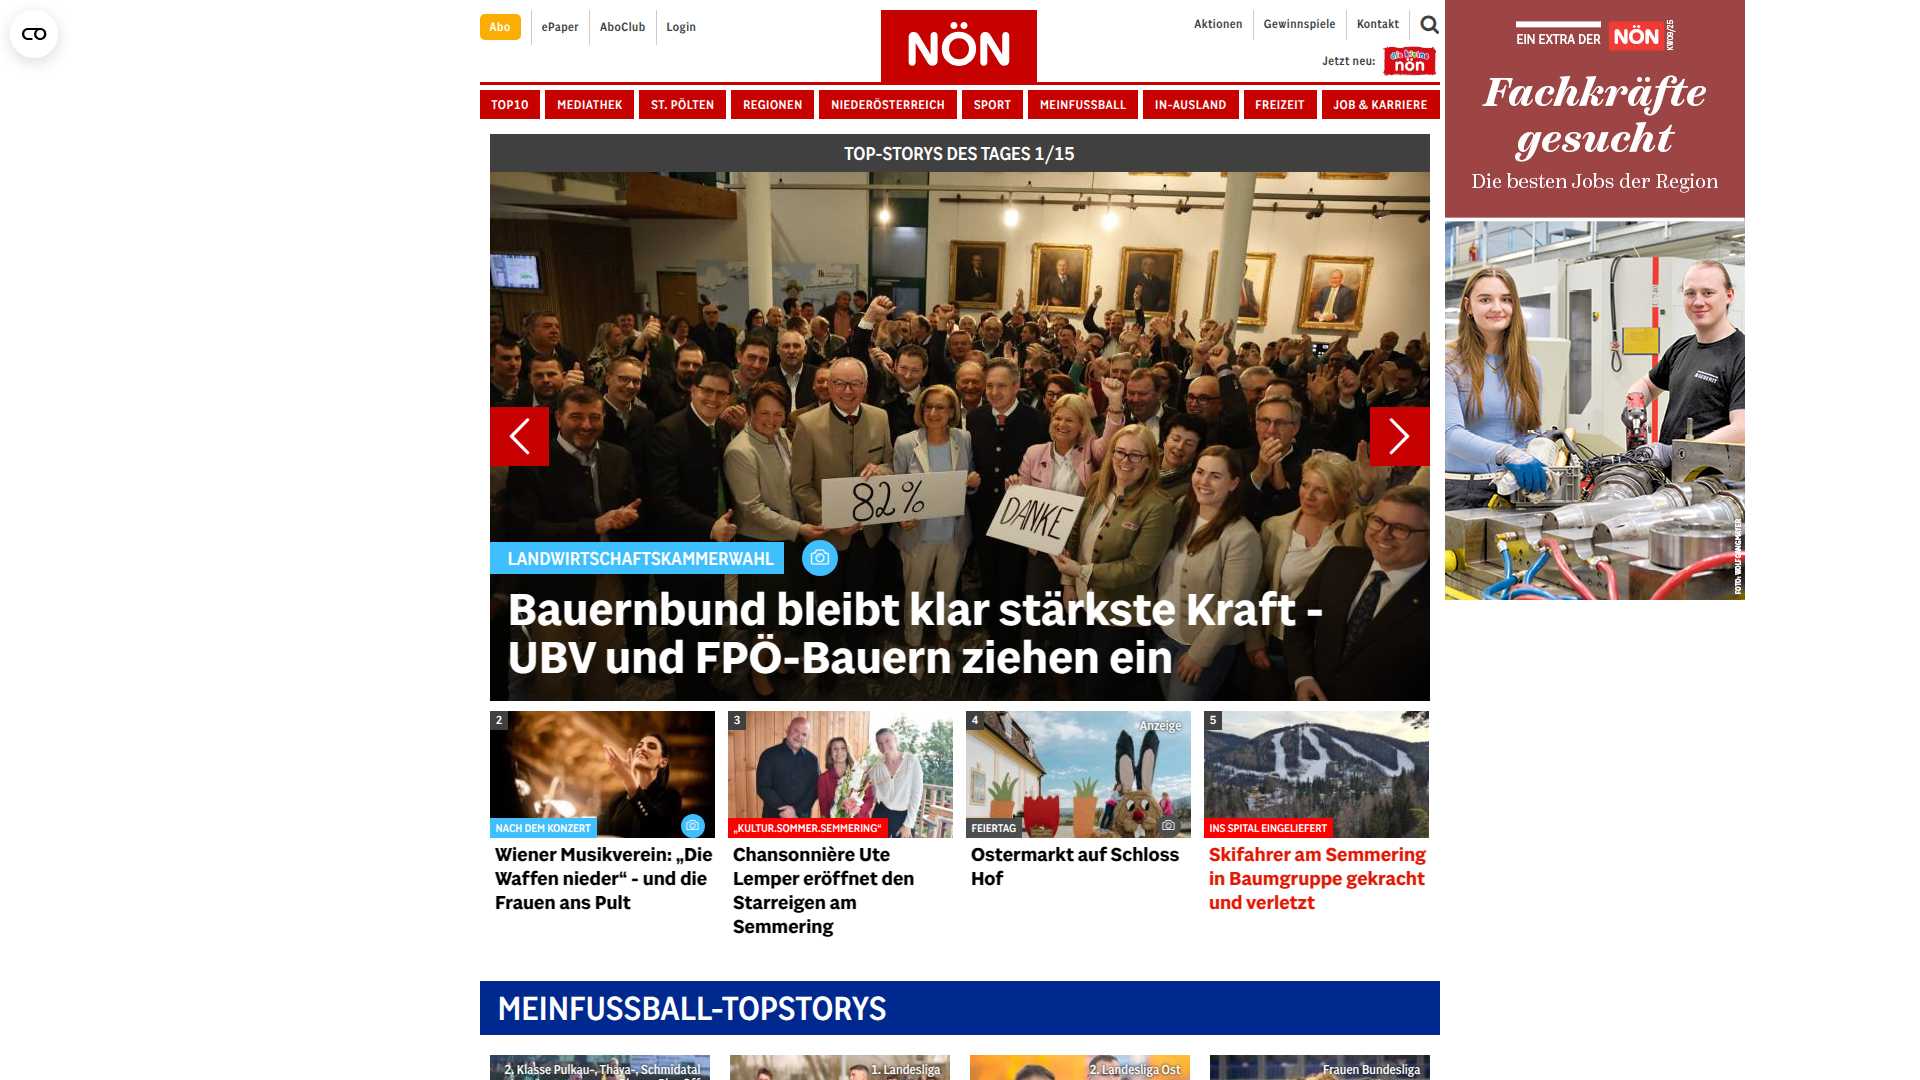 Abo
ePaper
AboClub
Login
NÖN
Aktionen
Gewinnspiele
Kontakt
Jetzt neu:
die kleine
nön
TOP10
MEDIATHEK
ST. PÖLTEN
REGIONEN
NIEDERÖSTERREICH
SPORT
MEINFUSSBALL
IN-AUSLAND
FREIZEIT
JOB & KARRIERE
EIN EXTRA DER NÖN
KW09/25
Fachkräfte
gesucht
Die besten Jobs der Region
FOTO: WOLFGANG MAYER
TOP-STORYS DES TAGES 1/15
82%
DANKE
LANDWIRTSCHAFTSKAMMERWAHL
Bauernbund bleibt klar stärkste Kraft -
UBV und FPÖ-Bauern ziehen ein
2
NACH DEM KONZERT
Wiener Musikverein: „Die
Waffen nieder“ - und die
Frauen ans Pult
3
„KULTUR.SOMMER.SEMMERING“
Chansonnière Ute
Lemper eröffnet den
Starreigen am
Semmering
4
Anzeige
FEIERTAG
Ostermarkt auf Schloss
Hof
5
INS SPITAL EINGELIEFERT
Skifahrer am Semmering
in Baumgruppe gekracht
und verletzt
MEINFUSSBALL-TOPSTORYS
2. Klasse Pulkau-, Thaya-, Schmidatal
1. Landesliga
2. Landesliga Ost
Frauen Bundesliga